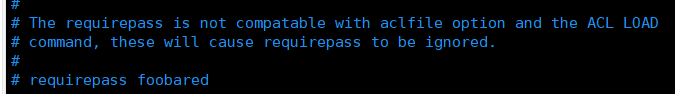 #
# The requirepass is not compatable with aclfile option and the ACL LOAD
# command, these will cause requirepass to be ignored.
#
# requirepass foobared